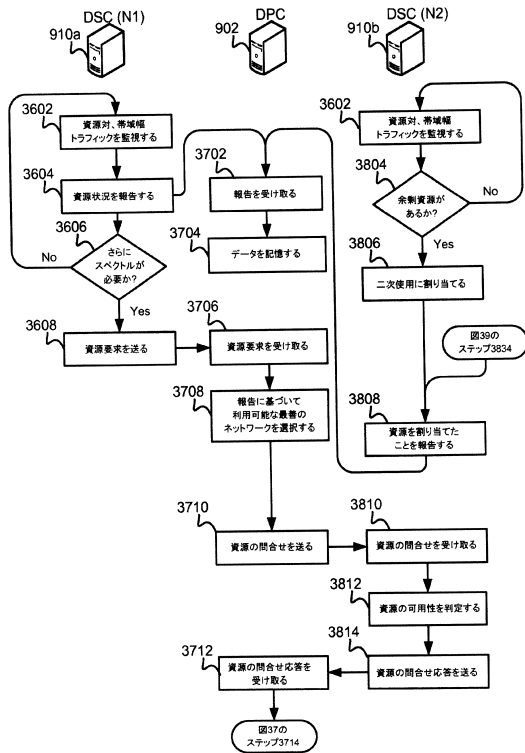 DSC (N1)
910a
DPC
902
DSC (N2)
910b
3602
資源対、帯域幅
トラフィックを監視する
3604
資源状況を報告する
3606
さらに
スペクトルが
必要か?
No
Yes
3608
資源要求を送る
3702
報告を受け取る
3704
データを記憶する
3706
資源要求を受け取る
3708
報告に基づいて
利用可能な最善の
ネットワークを選択する
3710
資源の問合せを送る
3712
資源の問合せ応答を
受け取る
図37の
ステップ3714
3602
資源対、帯域幅
トラフィックを監視する
3804
余剰資源が
あるか?
No
Yes
3806
二次使用に割り当てる
図39の
ステップ3834
3808
資源を割り当てた
ことを報告する
3810
資源の問合せを受け取る
3812
資源の可用性を判定する
3814
資源の問合せ応答を送る